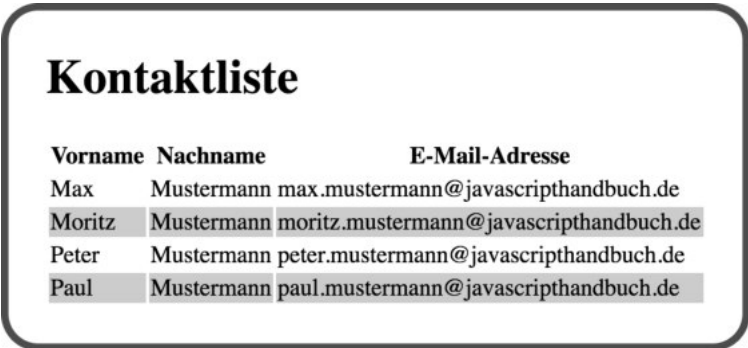 Kontaktliste
Vorname Nachname E-Mail-Adresse
Max Mustermann max.mustermann@javascripthandbuch.de
Moritz Mustermann moritz.mustermann@javascripthandbuch.de
Peter Mustermann peter.mustermann@javascripthandbuch.de
Paul Mustermann paul.mustermann@javascripthandbuch.de